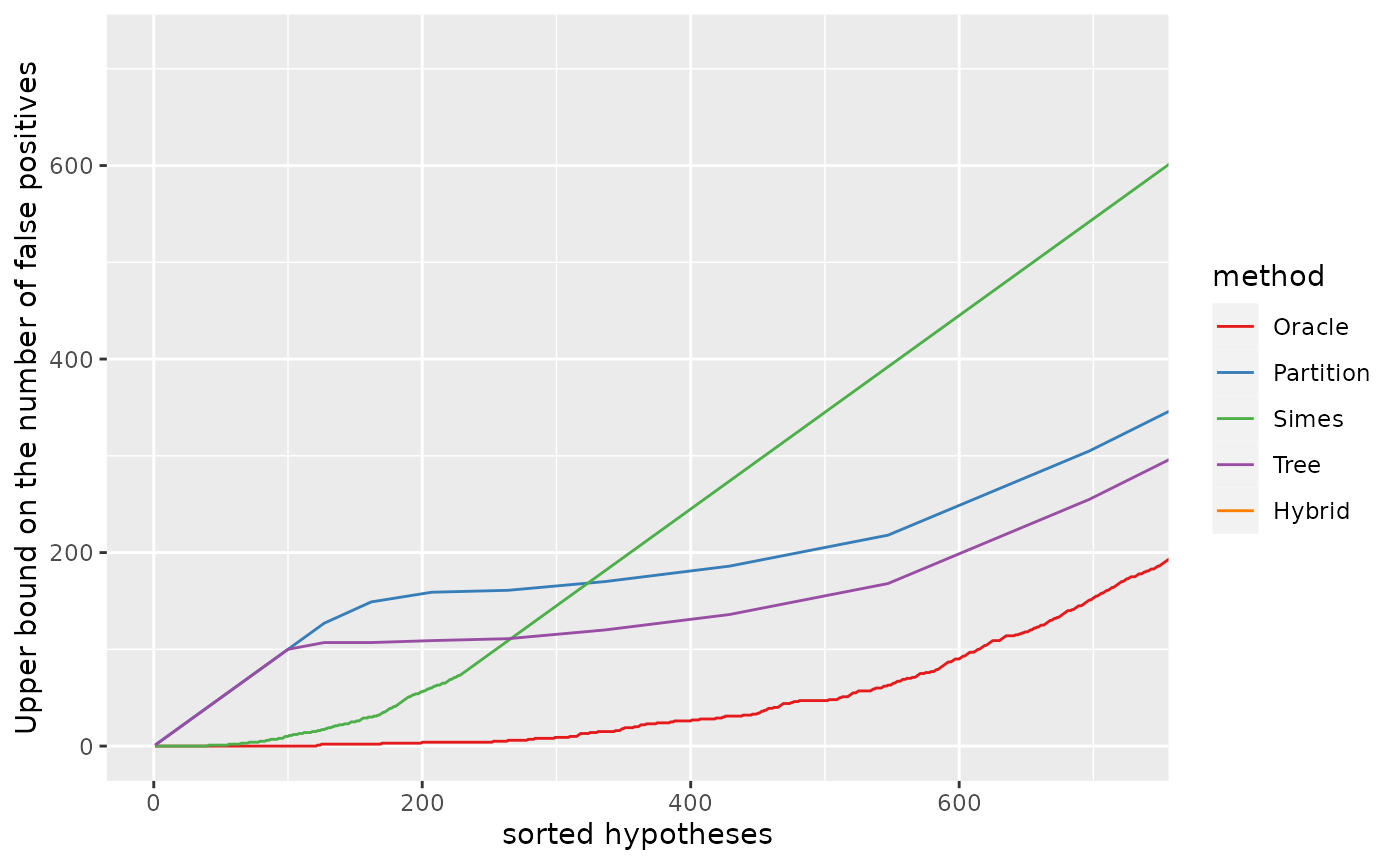 Upper bound on the number of false positives
600
400
200
0
0 200 400 600
sorted hypotheses
method
Oracle
Partition
Simes
Tree
Hybrid